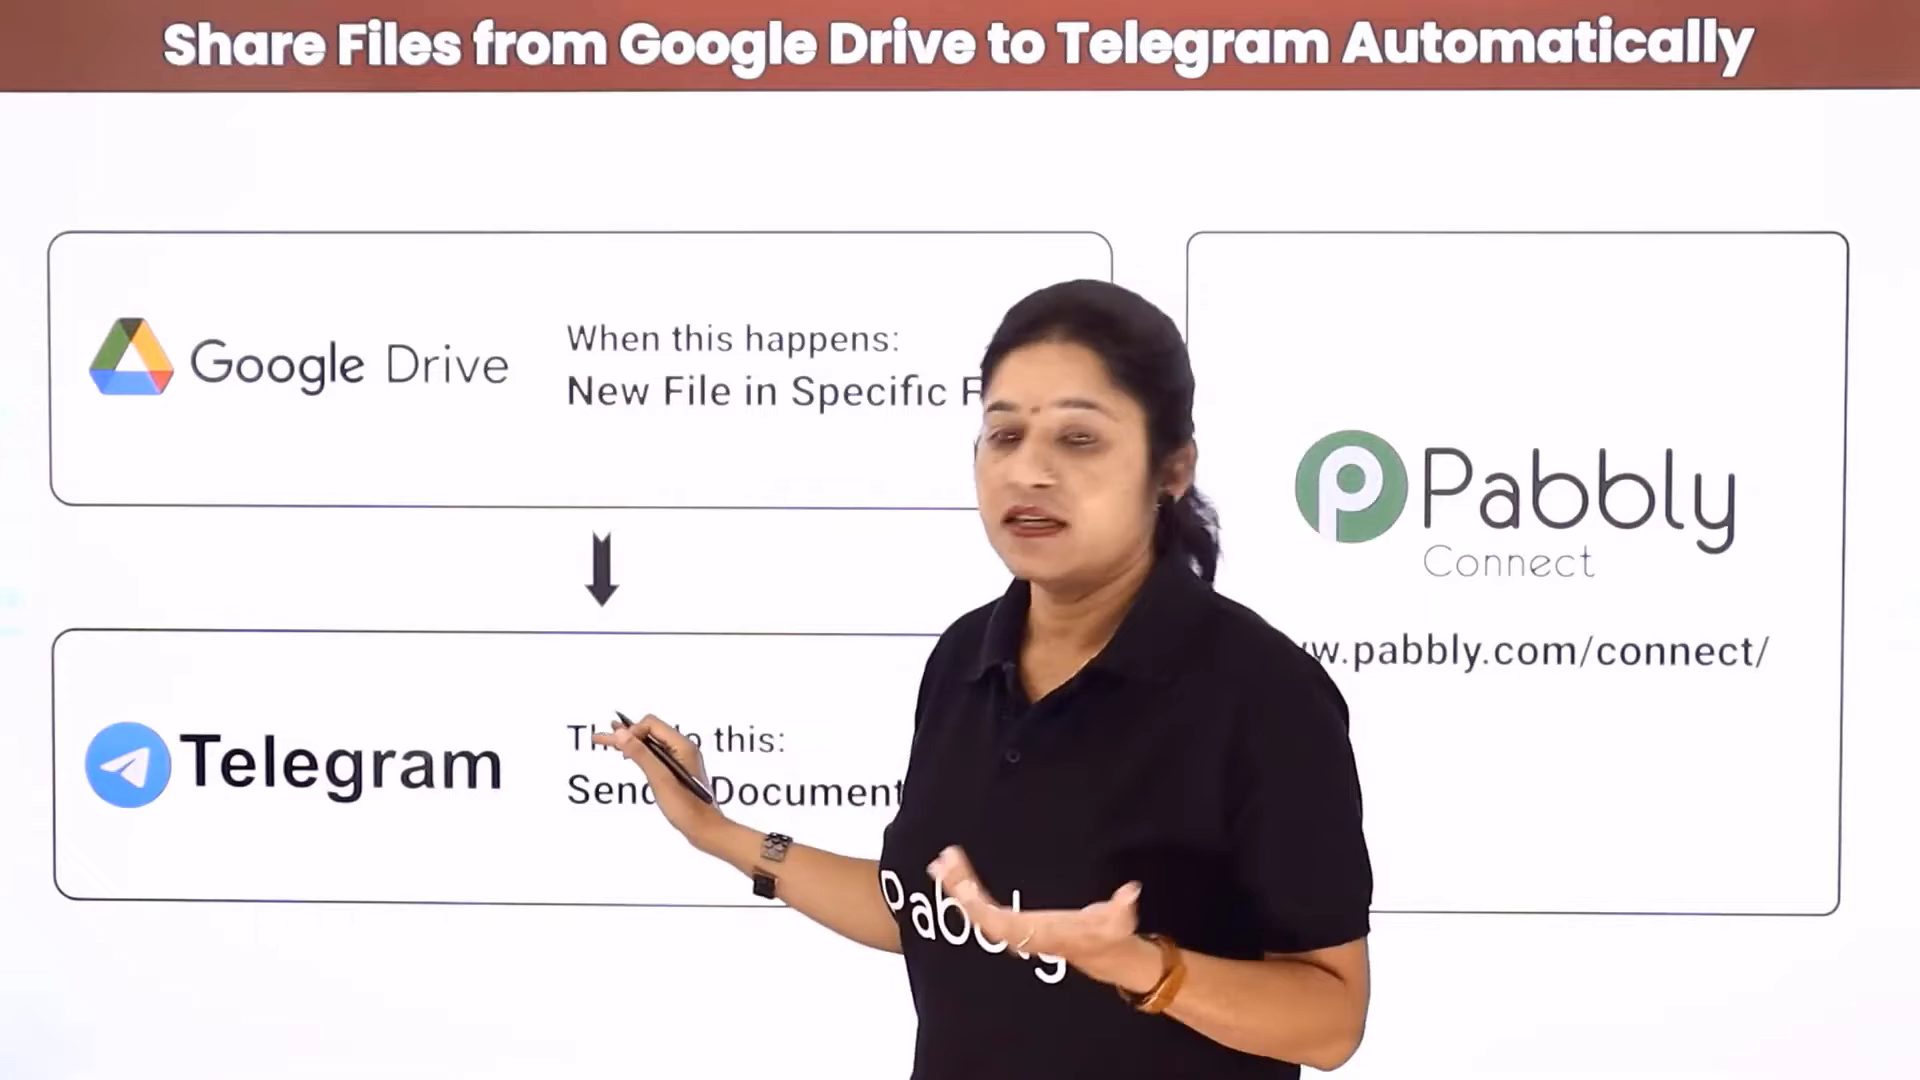 Share Files from Google Drive to Telegram Automatically
Google Drive
When this happens:
New File in Specific
Telegram
this:
Document
Pabbly
Connect
w.pabbly.com/connect/
Pabbly